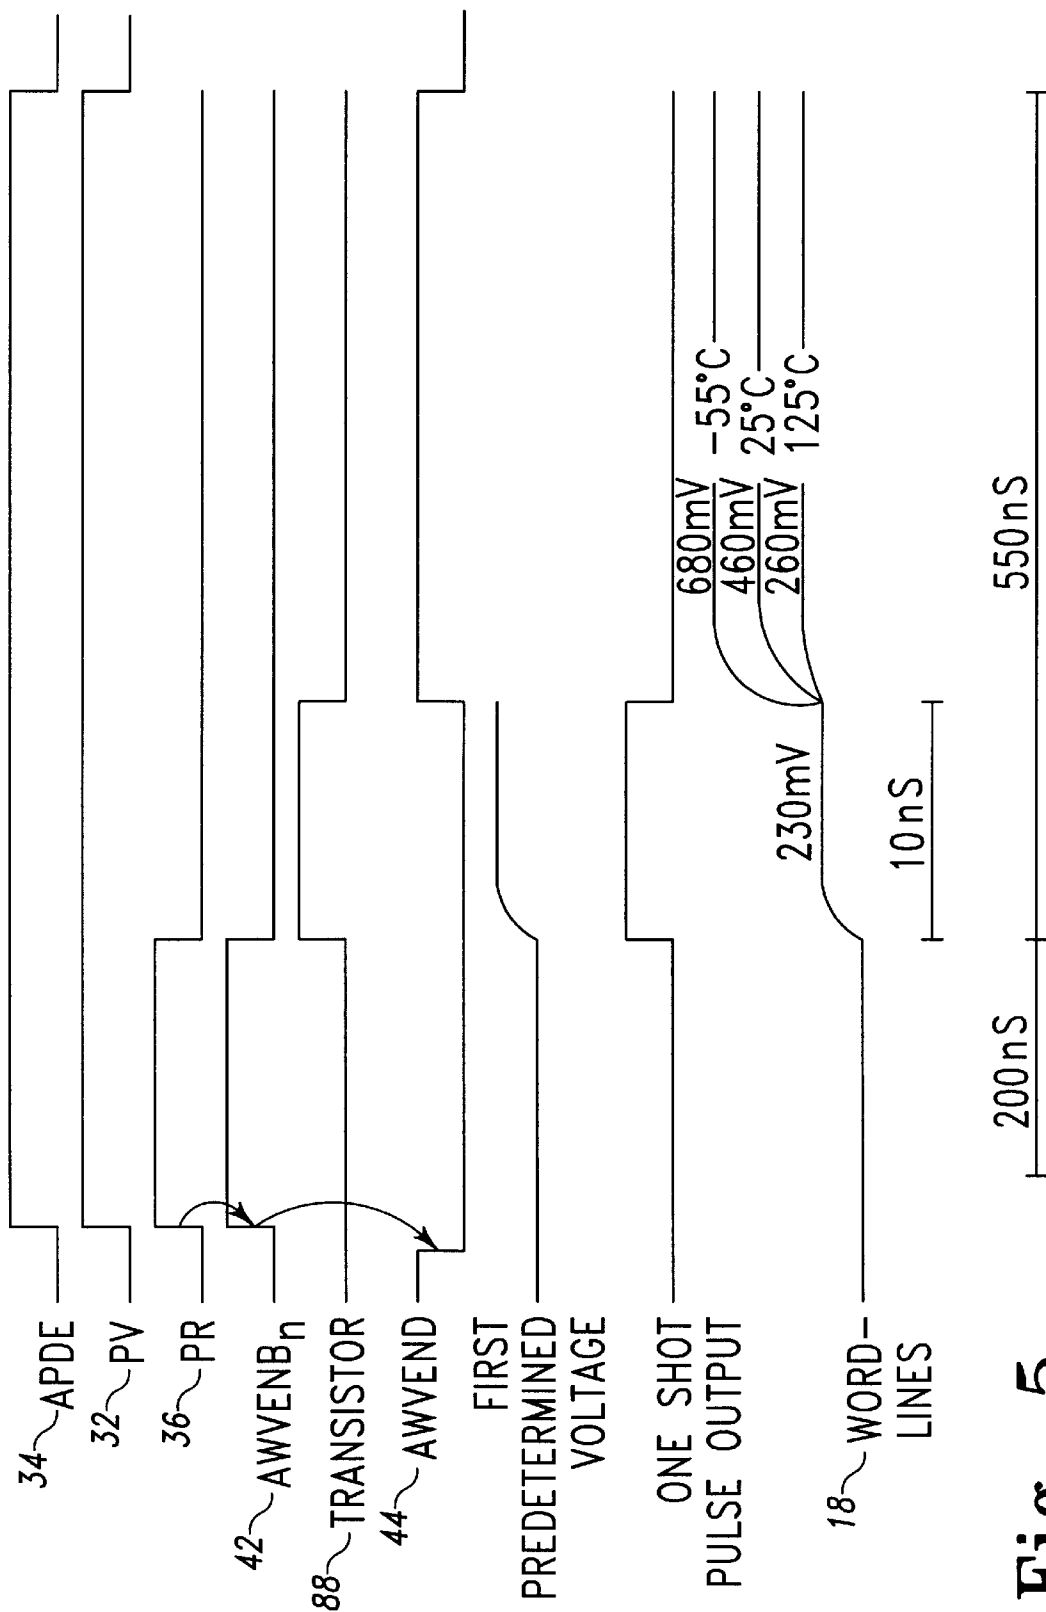 34 APDE
32 PV
36 PR
42 AWVENBn
88 TRANSISTOR
44 AWVEND
FIRST
PREDETERMINED
VOLTAGE
ONE SHOT
PULSE OUTPUT
680mV -55°C
460mV 25°C
260mV 125°C
230mV
18 WORD-
LINES
10nS
200nS
550nS
Fig. 5